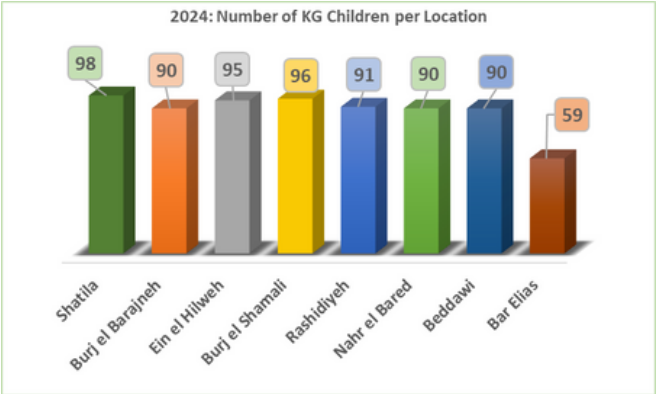 2024: Number of KG Children per Location
98
90
95
96
91
90
90
59
Shatila
Burj el Barajneh
Ein el Hilweh
Burj el Shamali
Rashidiyeh
Nahr el Bared
Beddawi
Bar Elias